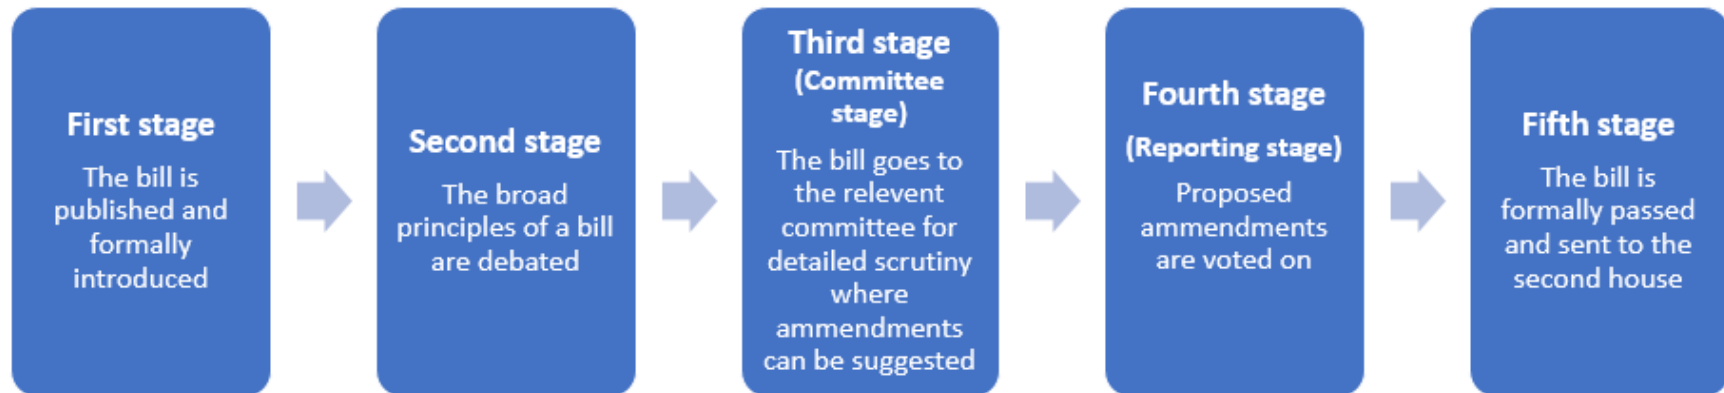 First stage
The bill is
published and
formally
introduced
Second stage
The broad
principles of a bill
are debated
Third stage
(Committee
stage)
The bill goes to
the relevent
committee for
detailed scrutiny
where
ammendments
can be suggested
Fourth stage
(Reporting stage)
Proposed
ammendments
are voted on
Fifth stage
The bill is
formally passed
and sent to the
second house